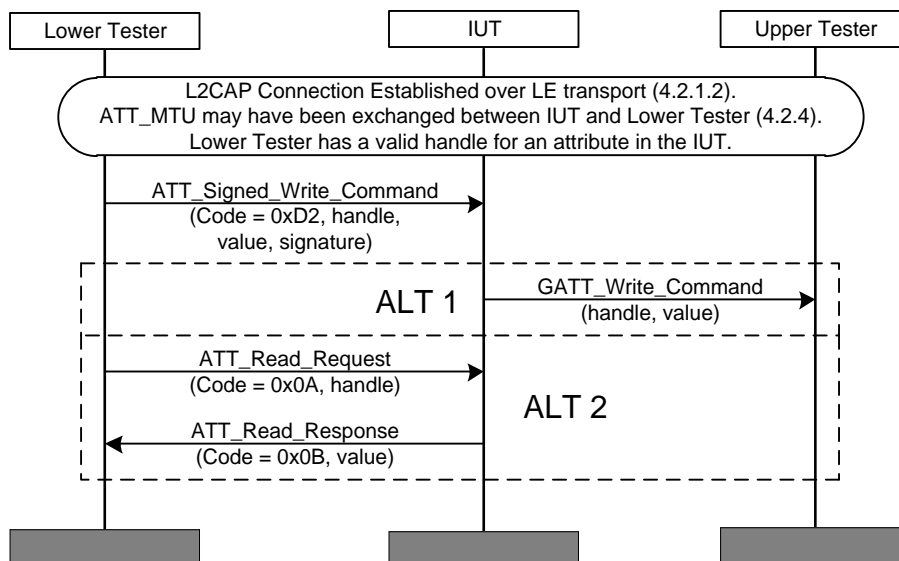 Lower Tester
IUT
Upper Tester
L2CAP Connection Established over LE transport (4.2.1.2).
ATT_MTU may have been exchanged between IUT and Lower Tester (4.2.4).
Lower Tester has a valid handle for an attribute in the IUT.
ATT_Signed_Write_Command
(Code = 0xD2, handle,
value, signature)
ALT 1
GATT_Write_Command
(handle, value)
ATT_Read_Request
(Code = 0x0A, handle)
ALT 2
ATT_Read_Response
(Code = 0x0B, value)